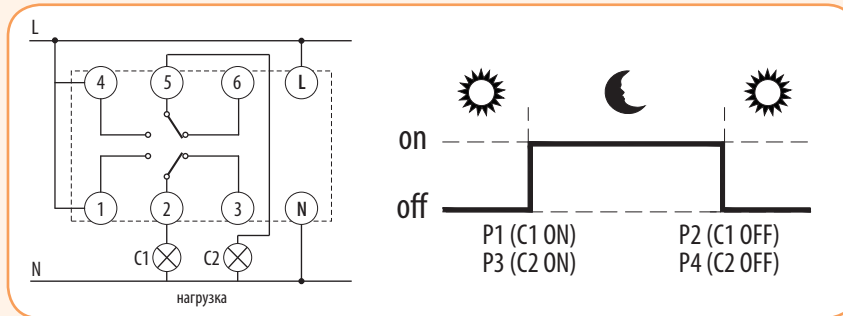 L
4 5 6 L
1 2 3 N
C1 C2
N
нагрузка
on
off
P1 (C1 ON) P2 (C1 OFF)
P3 (C2 ON) P4 (C2 OFF)